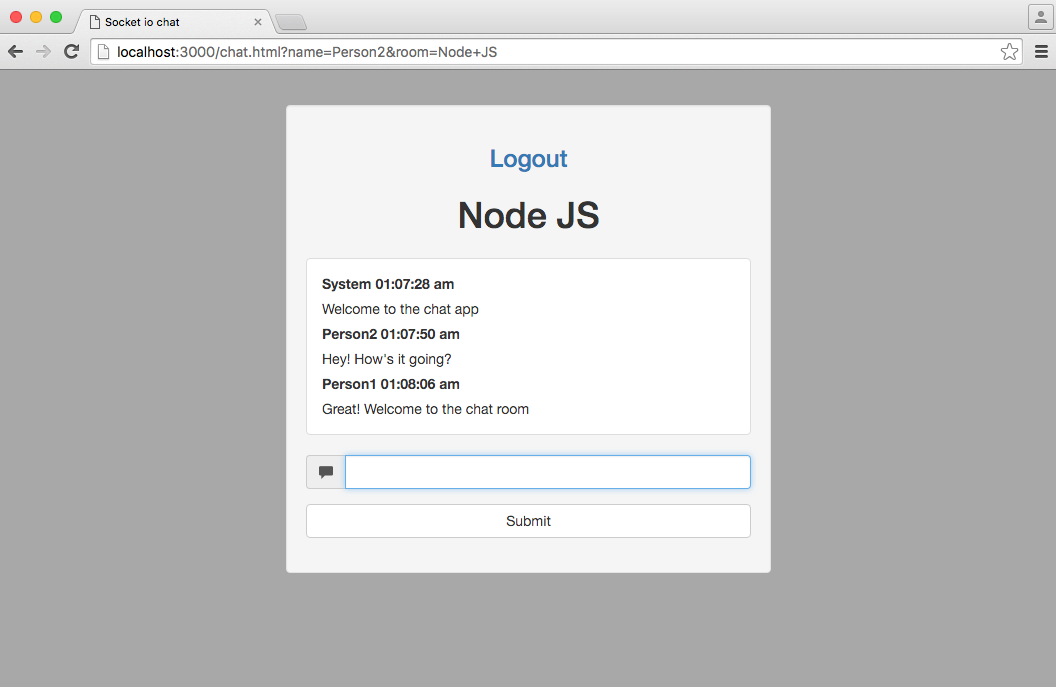 Socket io chat
localhost:3000/chat.html?name=Person2&room=Node+JS
Logout
Node JS
System 01:07:28 am
Welcome to the chat app
Person2 01:07:50 am
Hey! How's it going?
Person1 01:08:06 am
Great! Welcome to the chat room
Submit